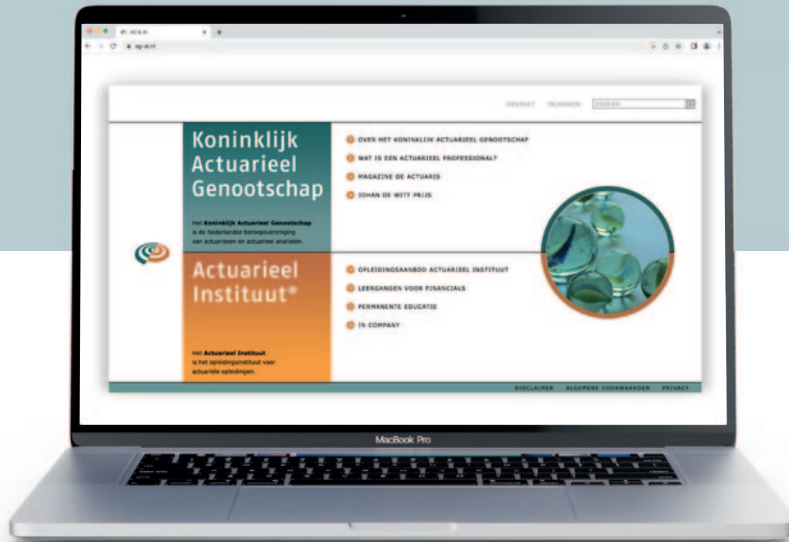 ag-ai.nl
CONTACT INLOGGEN ZOEKEN
Koninklijk
Actuarieel
Genootschap
Het Koninklijk Actuarieel Genootschap
is de Nederlandse beroepsvereniging
van actuarissen en actuarieel analisten.
OVER HET KONINKLIJK ACTUARIEEL GENOOTSCHAP
WAT IS EEN ACTUARIEEL PROFESSIONAL?
MAGAZINE DE ACTUARIS
JOHAN DE WITT PRIJS
Actuarieel
Instituut®
Het Actuarieel Instituut
is het opleidingsinstituut voor
actuariële opleidingen.
OPLEIDINGSAANBOD ACTUARIEEL INSTITUUT
LEERGANGEN VOOR FINANCIALS
PERMANENTE EDUCATIE
IN COMPANY
DISCLAIMER ALGEMENE VOORWAARDEN PRIVACY
MacBook Pro